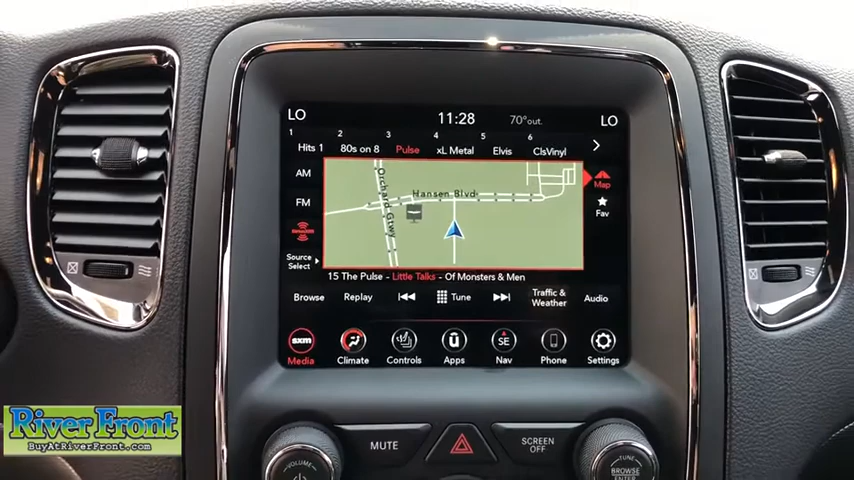 LO 11:28 70°out. LO
1 2 3 4 5 6
Hits 1 80s on 8 Pulse xL Metal Elvis ClsVinyl
AM
FM
SiriusXM
Source
Select
Orchard Gtwy
Hansen Blvd
Map
Fav
15 The Pulse - Little Talks - Of Monsters & Men
Browse Replay Tune Traffic &
Weather Audio
sxm û SE
Media Climate Controls Apps Nav Phone Settings
MUTE SCREEN
OFF
VOLUME
TUNE
BROWSE
ENTER
River Front
BuyAtRiverFront.com